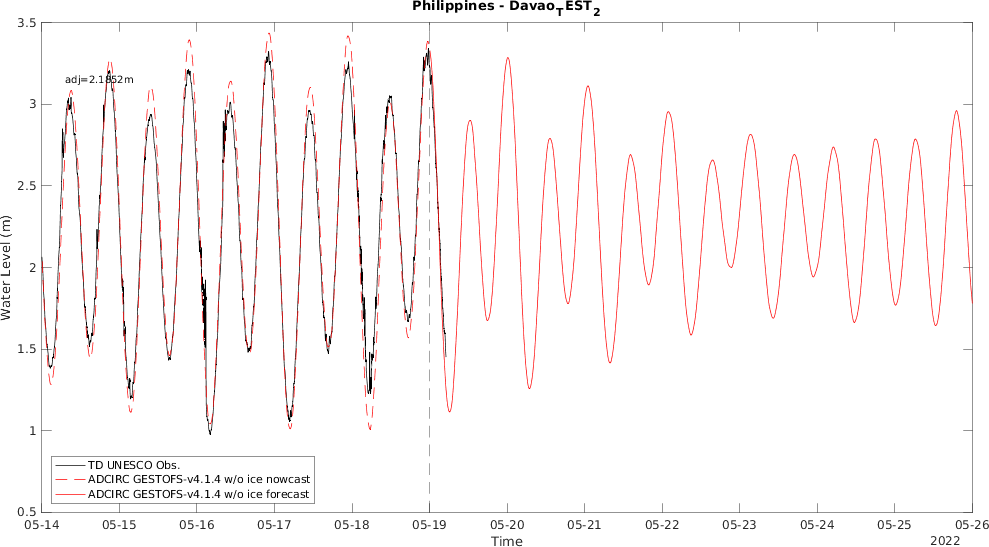 Philippines - Davao_TEST_2
3.5
adj=2.1852m
3
2.5
2
1.5
1
0.5
Water Level (m)
TD UNESCO Obs.
ADCIRC GESTOFS-v4.1.4 w/o ice nowcast
ADCIRC GESTOFS-v4.1.4 w/o ice forecast
05-14 05-15 05-16 05-17 05-18 05-19 05-20 05-21 05-22 05-23 05-24 05-25 05-26
Time
2022